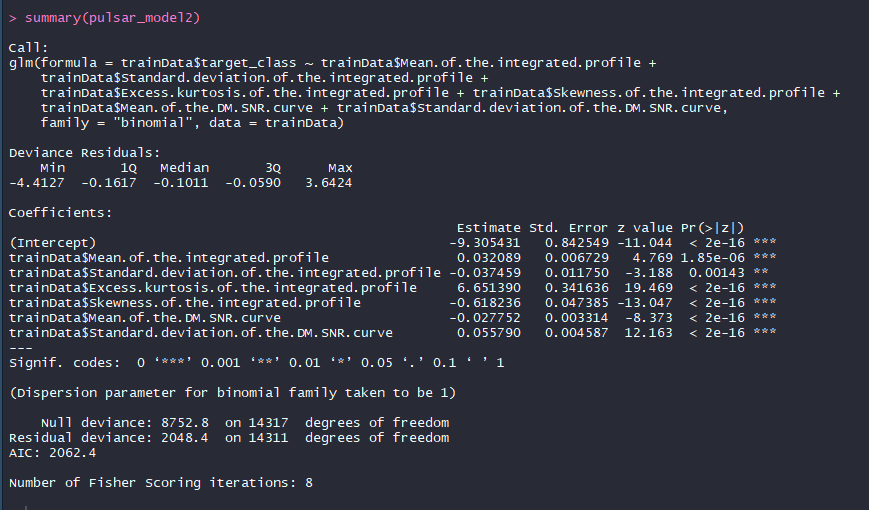 > summary(pulsar_model2)
Call:
glm(formula = trainData$target_class ~ trainData$Mean.of.the.integrated.profile +
    trainData$Standard.deviation.of.the.integrated.profile +
    trainData$Excess.kurtosis.of.the.integrated.profile + trainData$Skewness.of.the.integrated.profile +
    trainData$Mean.of.the.DM.SNR.curve + trainData$Standard.deviation.of.the.DM.SNR.curve,
    family = "binomial", data = trainData)
Deviance Residuals:
    Min       1Q   Median       3Q      Max
-4.4127  -0.1617  -0.1011  -0.0590   3.6424
Coefficients:
                                                        Estimate Std. Error z value Pr(>|z|)
(Intercept)                                            -9.305431   0.842549 -11.044  < 2e-16 ***
trainData$Mean.of.the.integrated.profile                0.032089   0.006729   4.769 1.85e-06 ***
trainData$Standard.deviation.of.the.integrated.profile -0.037459   0.011750  -3.188  0.00143 **
trainData$Excess.kurtosis.of.the.integrated.profile     6.651390   0.341636  19.469  < 2e-16 ***
trainData$Skewness.of.the.integrated.profile           -0.618236   0.047385 -13.047  < 2e-16 ***
trainData$Mean.of.the.DM.SNR.curve                     -0.027752   0.003314  -8.373  < 2e-16 ***
trainData$Standard.deviation.of.the.DM.SNR.curve        0.055790   0.004587  12.163  < 2e-16 ***
---
Signif. codes:  0 ‘***’ 0.001 ‘**’ 0.01 ‘*’ 0.05 ‘.’ 0.1 ‘ ’ 1
(Dispersion parameter for binomial family taken to be 1)
    Null deviance: 8752.8  on 14317  degrees of freedom
Residual deviance: 2048.4  on 14311  degrees of freedom
AIC: 2062.4
Number of Fisher Scoring iterations: 8